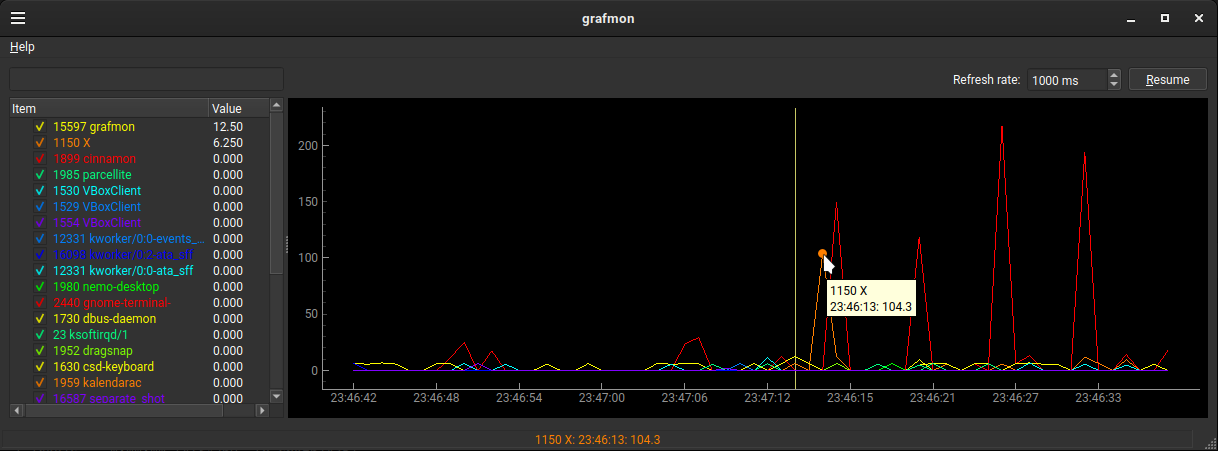 grafmon
Help
Refresh rate: 1000 ms Resume
Item Value
15597 grafmon 12.50
1150 X 6.250
1899 cinnamon 0.000
1985 parcellite 0.000
1530 VBoxClient 0.000
1529 VBoxClient 0.000
1554 VBoxClient 0.000
12331 kworker/0:0-events_... 0.000
16098 kworker/0:2-ata_sff 0.000
12331 kworker/0:0-ata_sff 0.000
1980 nemo-desktop 0.000
2440 gnome-terminal- 0.000
1730 dbus-daemon 0.000
23 ksoftirqd/1 0.000
1952 dragsnap 0.000
1630 csd-keyboard 0.000
1959 kalendarac 0.000
16587 separate_shot 0.000
200
150
100
50
0
1150 X
23:46:13: 104.3
23:46:42 23:46:48 23:46:54 23:47:00 23:47:06 23:47:12 23:46:15 23:46:21 23:46:27 23:46:33
1150 X: 23:46:13: 104.3